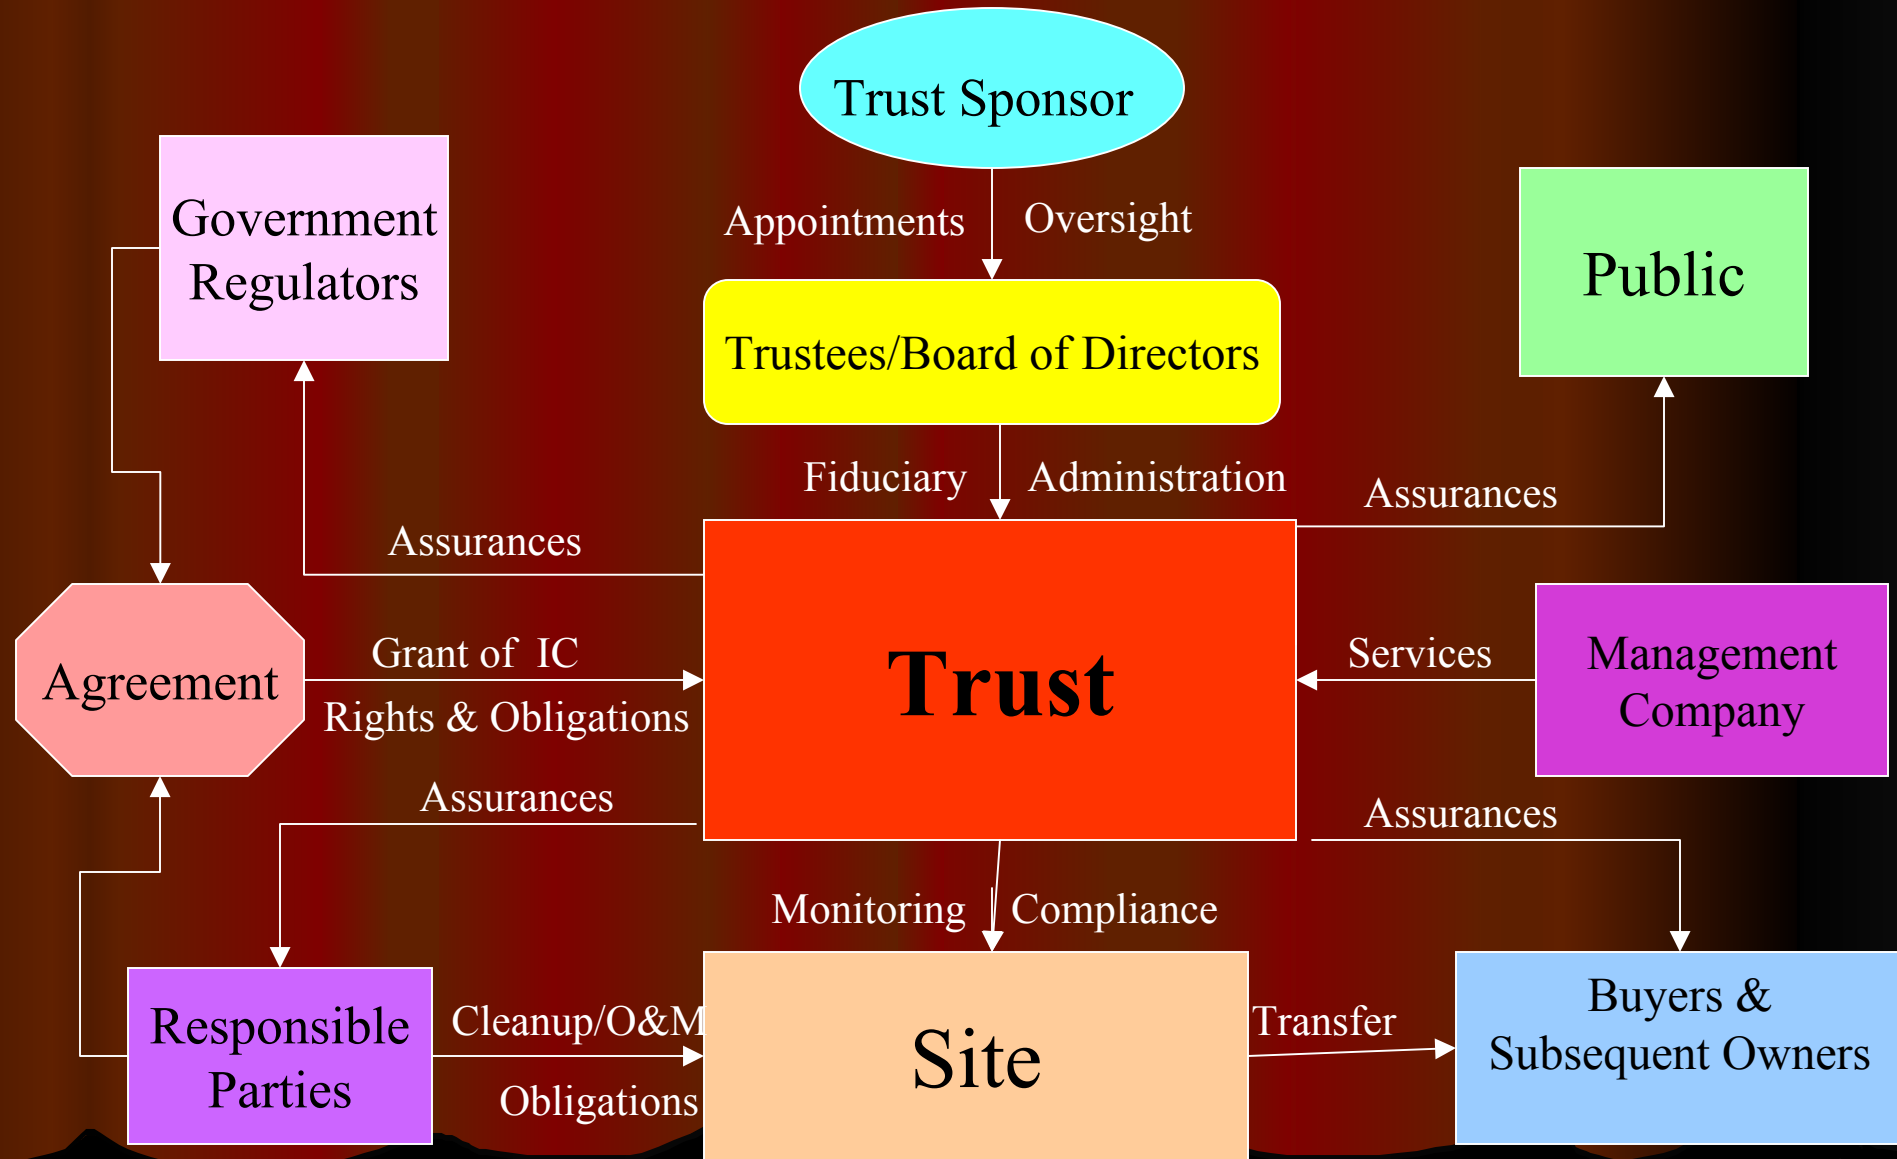 Trust Sponsor
Government
Regulators
Appointments
Oversight
Public
Trustees/Board of Directors
Fiduciary
Administration
Assurances
Assurances
Agreement
Grant of IC
Rights & Obligations
Trust
Services
Management
Company
Assurances
Assurances
Monitoring
Compliance
Responsible
Parties
Cleanup/O&M
Obligations
Site
Transfer
Buyers &
Subsequent Owners